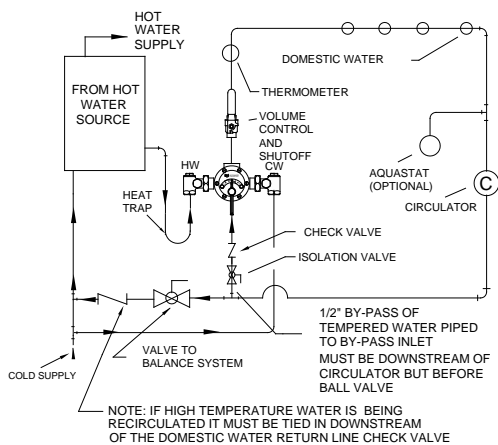 HOT
WATER
SUPPLY
DOMESTIC WATER
FROM HOT
WATER
SOURCE
THERMOMETER
VOLUME
CONTROL
AND
SHUTOFF
HW
CW
AQUASTAT
(OPTIONAL)
C
CIRCULATOR
HEAT
TRAP
CHECK VALVE
ISOLATION VALVE
1/2" BY-PASS OF
TEMPERED WATER PIPED
TO BY-PASS INLET
MUST BE DOWNSTREAM OF
CIRCULATOR BUT BEFORE
BALL VALVE
VALVE TO
BALANCE SYSTEM
COLD SUPPLY
NOTE: IF HIGH TEMPERATURE WATER IS BEING
RECIRCULATED IT MUST BE TIED IN DOWNSTREAM
OF THE DOMESTIC WATER RETURN LINE CHECK VALVE